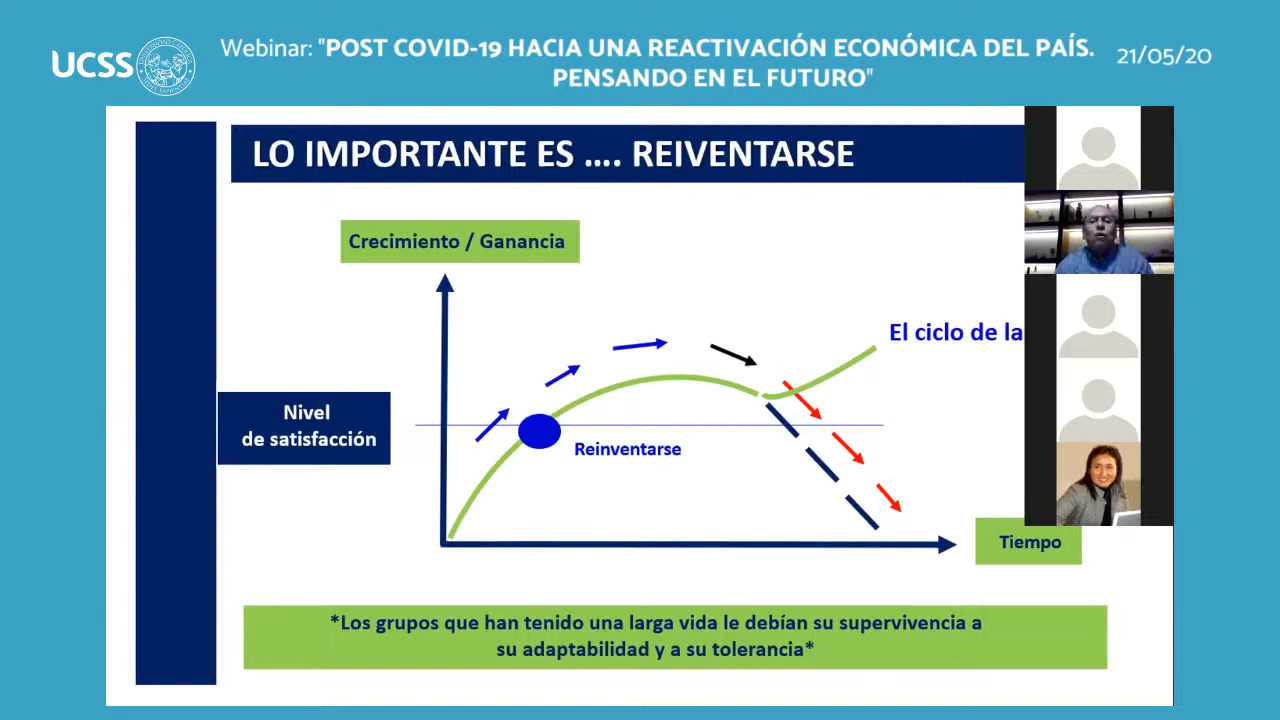 UCSS
Webinar: "POST COVID-19 HACIA UNA REACTIVACIÓN ECONÓMICA DEL PAÍS.
PENSANDO EN EL FUTURO"
21/05/20
LO IMPORTANTE ES .... REIVENTARSE
Crecimiento / Ganancia
El ciclo de la
Nivel
de satisfacción
Reinventarse
Tiempo
*Los grupos que han tenido una larga vida le debían su supervivencia a
su adaptabilidad y a su tolerancia*